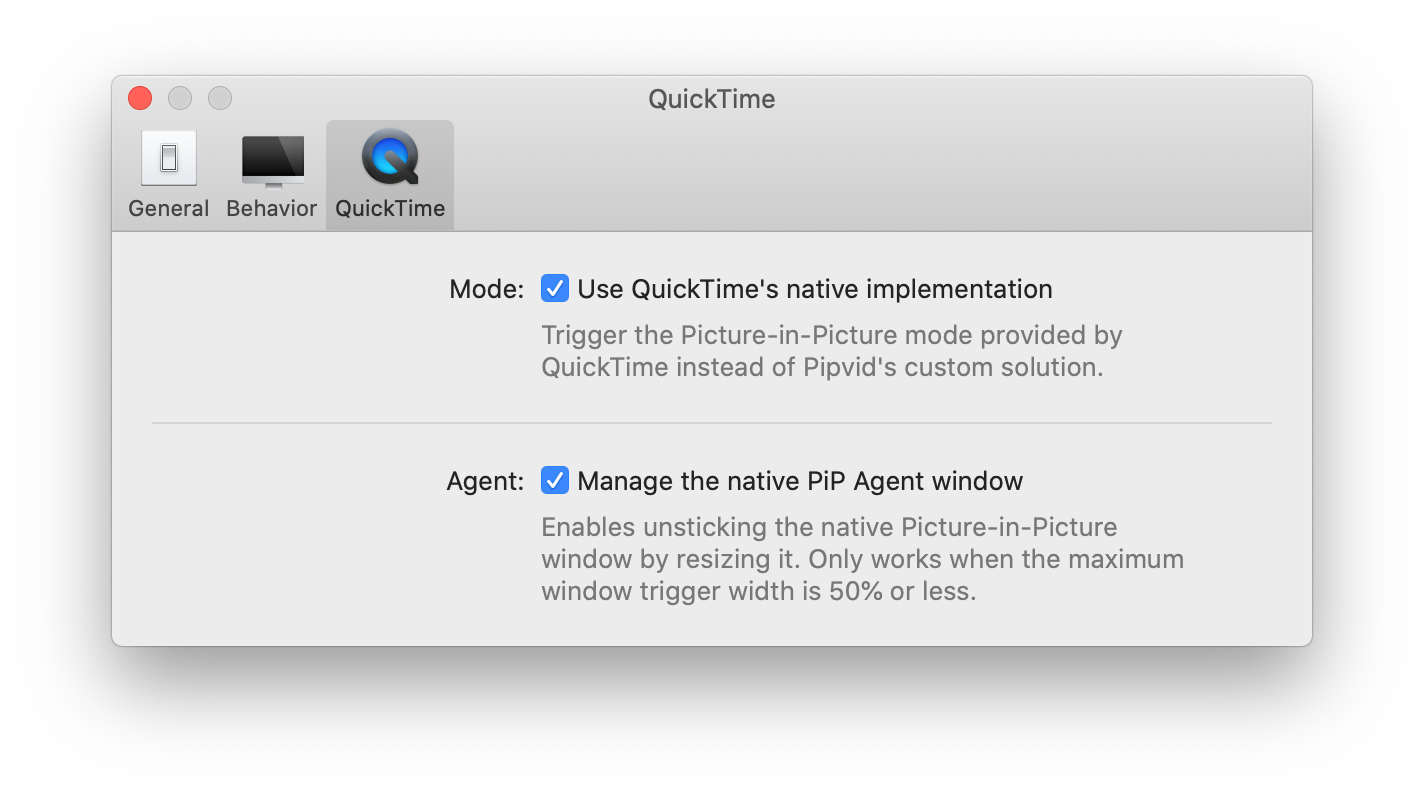 QuickTime
General Behavior QuickTime
Mode: Use QuickTime's native implementation
Trigger the Picture-in-Picture mode provided by
QuickTime instead of Pipvid's custom solution.
Agent: Manage the native PiP Agent window
Enables unsticking the native Picture-in-Picture
window by resizing it. Only works when the maximum
window trigger width is 50% or less.